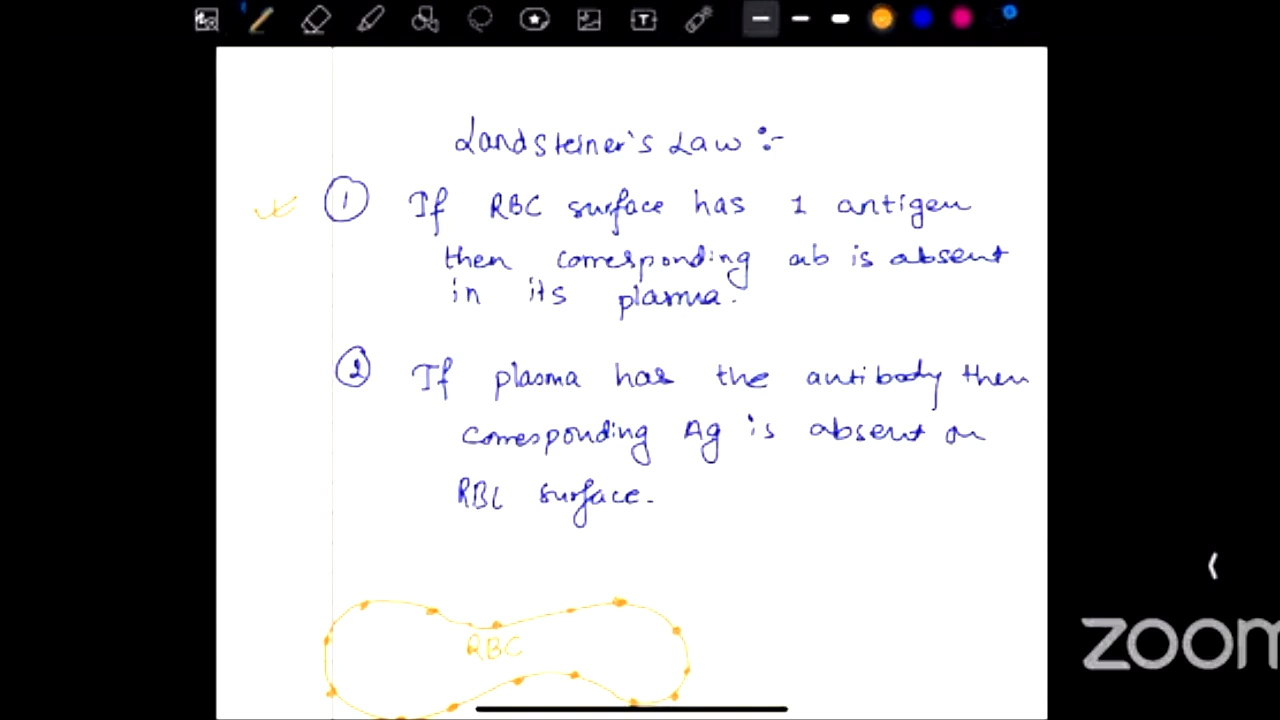 Landsteiner's Law :-
① If RBC surface has 1 antigen
then corresponding ab is absent
in its plasma.
② If plasma has the antibody then
corresponding Ag is absent on
RBC surface.
RBC
zoom